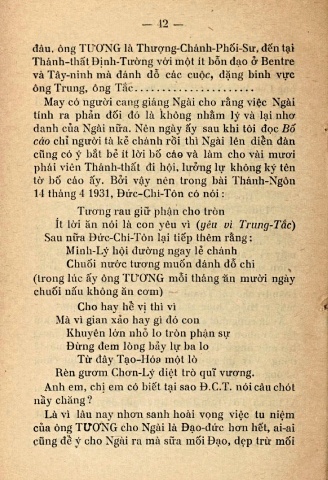 — 42 —
đâu, ông TƯƠNG là Thượng-Chánh-Phối-Sư, đến tại
Thánh-thất Định-Tường với một ít bổn đạo ở Bentre
và Tây-ninh mà đánh đỗ các cuộc, dặng binh vực
ông Trung, ông Tắc....................
May có người cang giáng Ngài cho rằng việc Ngài
tính ra phản đối đó là không nhằm lý và lại nhơ
danh của Ngài nữa. Nên ngày ấy sau khi tôi đọc Bố
cáo chỉ người tà kẻ chánh rồi thì Ngài lên diễn đàn
cũng có ý bắt bẻ ít lời bố cáo và làm cho vài mươi
phái viên Thánh-thất đi hội, lưỡng lự không ký tên
tờ bố cáo ấy. Bởi vậy nên trong bài Thánh-Ngôn
14 tháng 4 1931, Đức-Chí-Tôn có nói:
Tương rau giữ phận cho tròn
Ít lời ăn nói là con yêu vì (yêu vì Trung-Tắc)
Sau nữa Đức-Chí-Tôn lại tiếp thêm rằng:
Minh-Lý hội đường ngay lẽ chánh
Chuối nước tương muốn đánh đỗ chi
(trong lúc ấy ông TƯƠNG mỗi tháng ăn mười ngày
chuối nấu không ăn cơm) —
Cho hay hễ vị thì vì
Mà vì gian xảo hay gì đó con
Khuyên lớn nhỏ lo tròn phận sự
Đừng đem lòng bảy lự ba lo
Từ đây Tạo-Hóa một lò
Rèn gươm Chơn-Lý diệt trò quĩ vương.
Anh em, chị em có biết tại sao Đ.C.T. nói câu chót
nầy chăng?
Là vì lâu nay nhơn sanh hoài vọng việc tu niệm
của ông TƯƠNG cho Ngài là Đạo-đức hơn hết, ai-ai
cũng để ý cho Ngài ra mà sữa mối Đạo, dẹp trừ mối